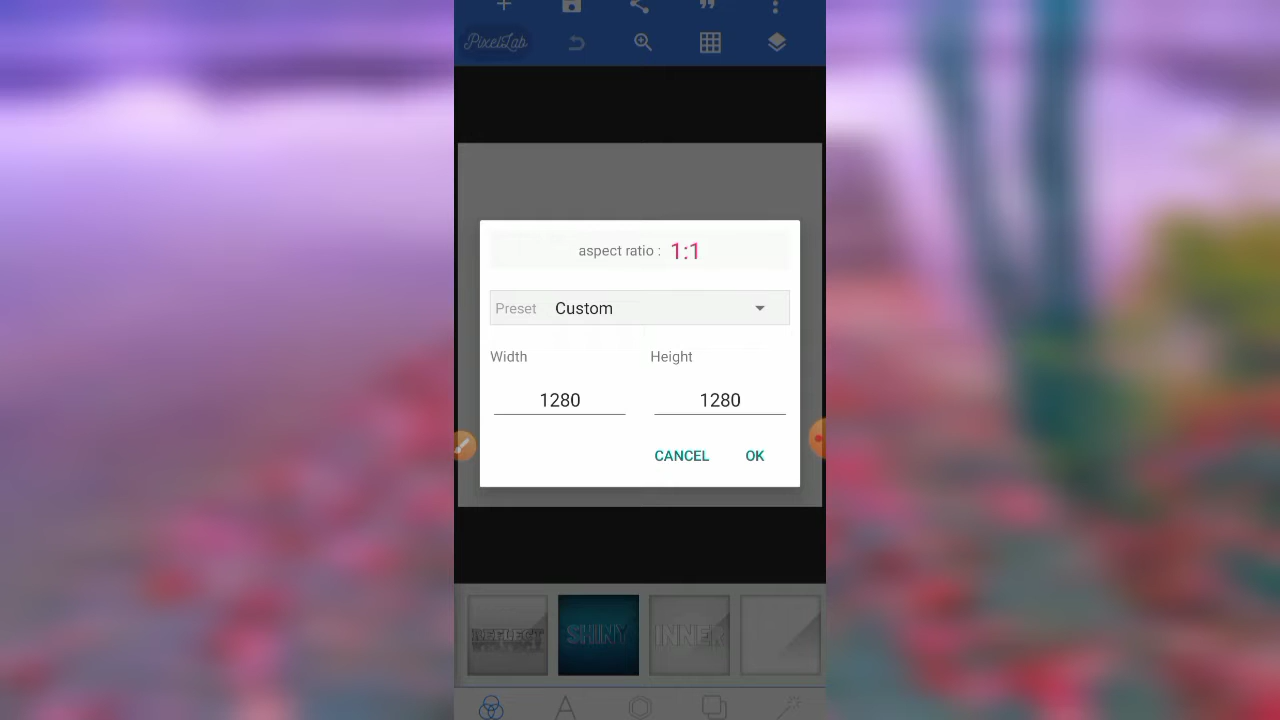 PixelLab
aspect ratio : 1:1
Preset Custom
Width Height
1280 1280
CANCEL OK
REFLECT SHINY INNER